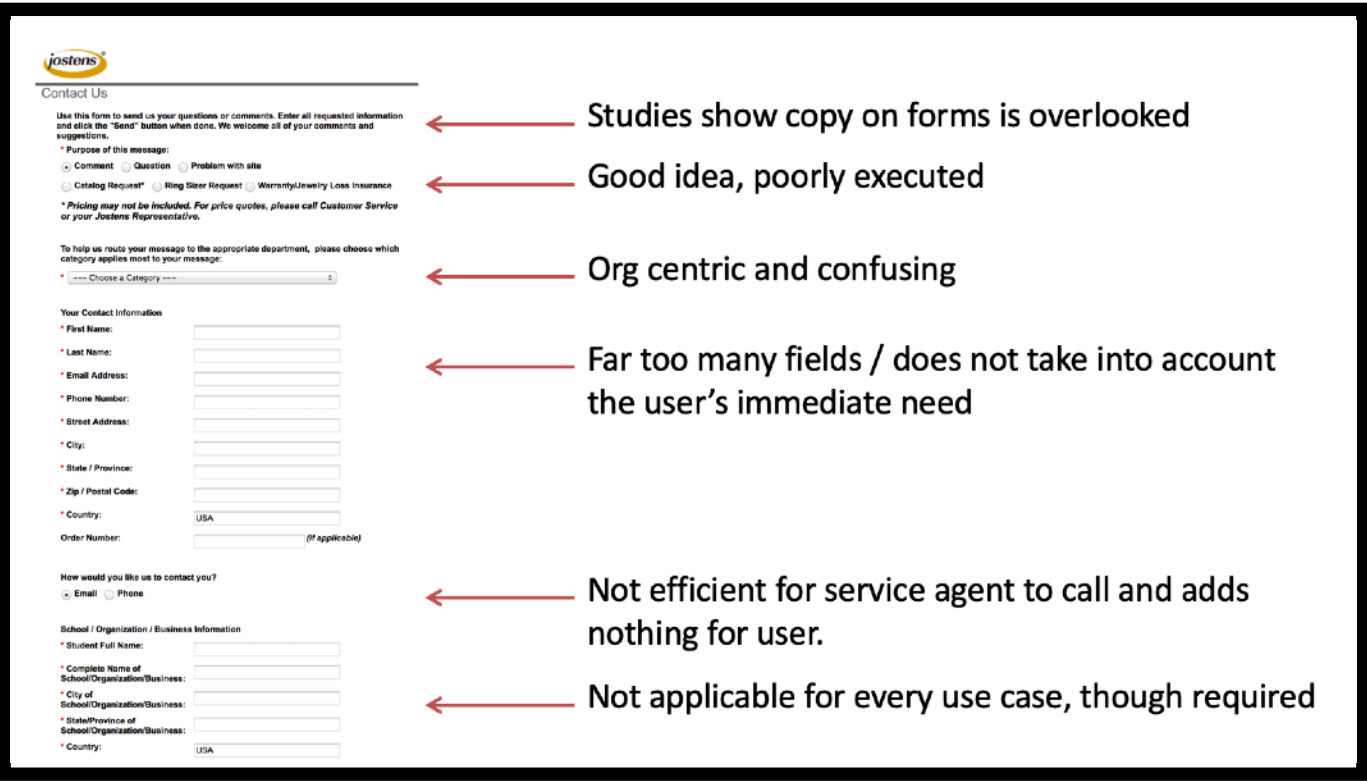 jostens
Contact Us
Use this form to send us your questions or comments. Enter all requested information
and click the "Send" button when done. We welcome all of your comments and
suggestions.
Studies show copy on forms is overlooked
* Purpose of this message:
Comment Question Problem with site
Catalog Request* Ring Sizer Request Warranty/Jewelry Loss Insurance
Good idea, poorly executed
* Pricing may not be included. For price quotes, please call Customer Service
or your Jostens Representative.
To help us route your message to the appropriate department, please choose which
category applies most to your message:
* --- Choose a Category ---
Org centric and confusing
Your Contact Information
* First Name:
* Last Name:
* Email Address:
* Phone Number:
* Street Address:
* City:
* State / Province:
* Zip / Postal Code:
* Country: USA
Order Number: (If applicable)
Far too many fields / does not take into account
the user's immediate need
How would you like us to contact you?
Email Phone
Not efficient for service agent to call and adds
nothing for user.
School / Organization / Business Information
* Student Full Name:
* Complete Name of
School/Organization/Business:
* City of
School/Organization/Business:
* State/Province of
School/Organization/Business:
* Country: USA
Not applicable for every use case, though required